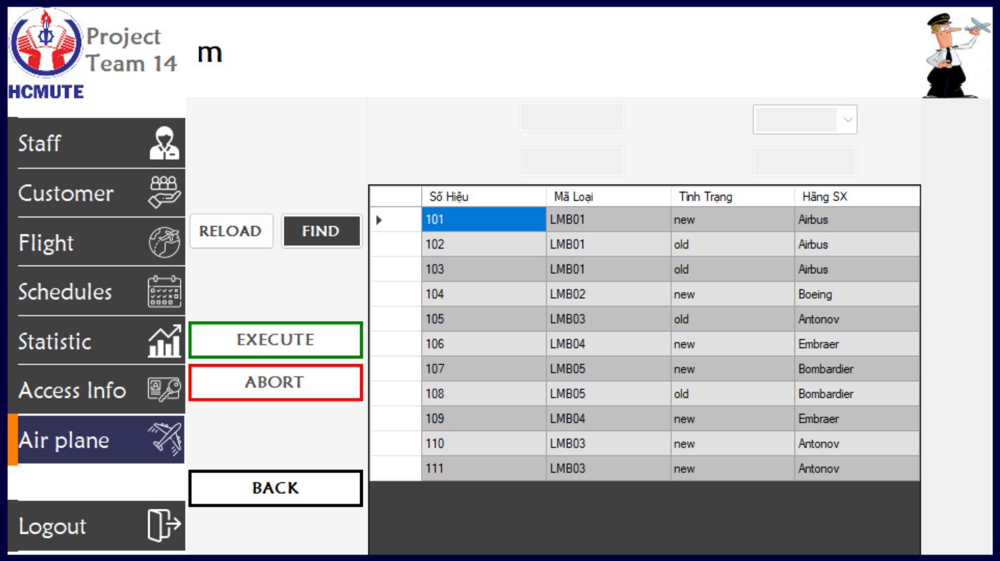 Project
Team 14
HCMUTE
m
Staff
Customer
Flight
Schedules
Statistic
Access Info
Air plane
Logout
RELOAD FIND
EXECUTE
ABORT
BACK
Số Hiệu Mã Loại Tình Trạng Hãng SX
101 LMB01 new Airbus
102 LMB01 old Airbus
103 LMB01 old Airbus
104 LMB02 new Boeing
105 LMB03 old Antonov
106 LMB04 new Embraer
107 LMB05 new Bombardier
108 LMB05 old Bombardier
109 LMB04 new Embraer
110 LMB03 new Antonov
111 LMB03 new Antonov